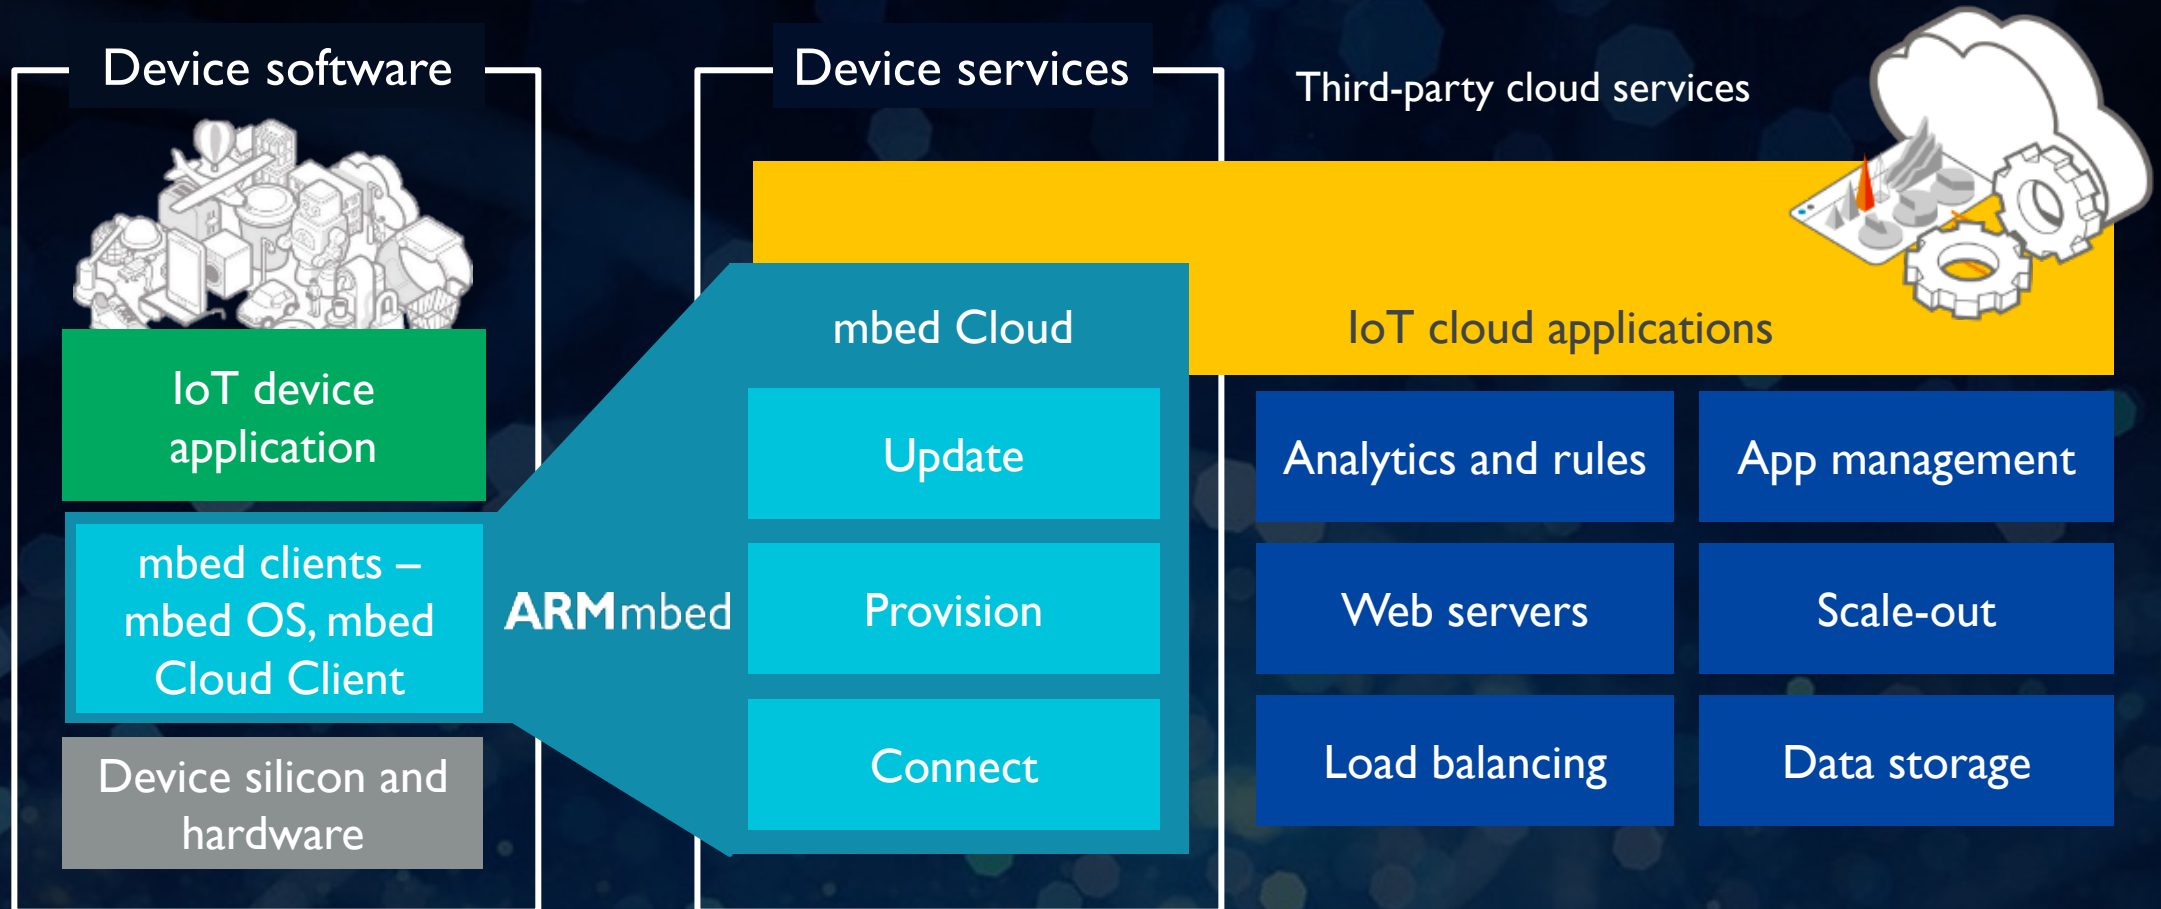 Device software
IoT device
application
mbed clients –
mbed OS, mbed
Cloud Client
Device silicon and
hardware
ARMmbed
Device services
mbed Cloud
Update
Provision
Connect
Third-party cloud services
IoT cloud applications
Analytics and rules
App management
Web servers
Scale-out
Load balancing
Data storage